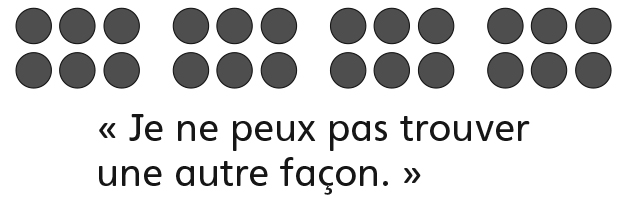 « Je ne peux pas trouver
une autre façon. »